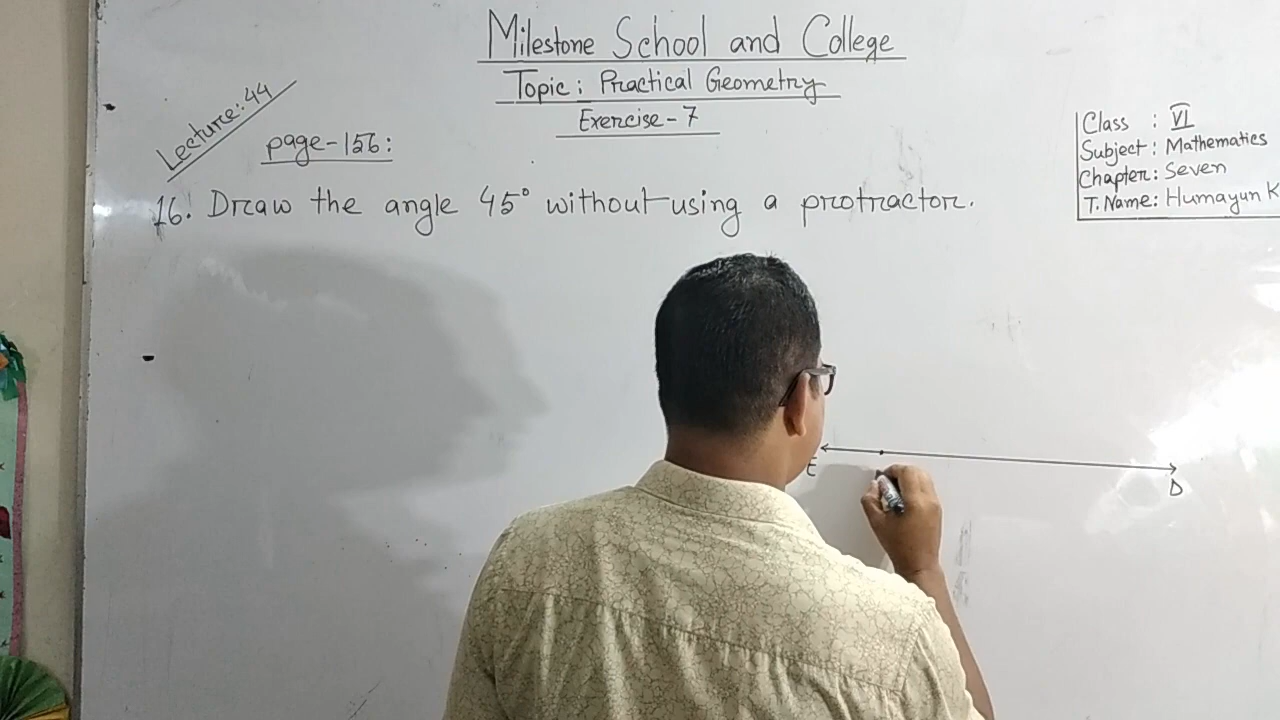 Milestone School and College
Topic: Practical Geometry
Exercise-7
Lecture:44
page-156:
Class : VI
Subject: Mathematics
Chapter: Seven
T. Name: Humayun K
16. Draw the angle 45° without using a protractor.
E
D